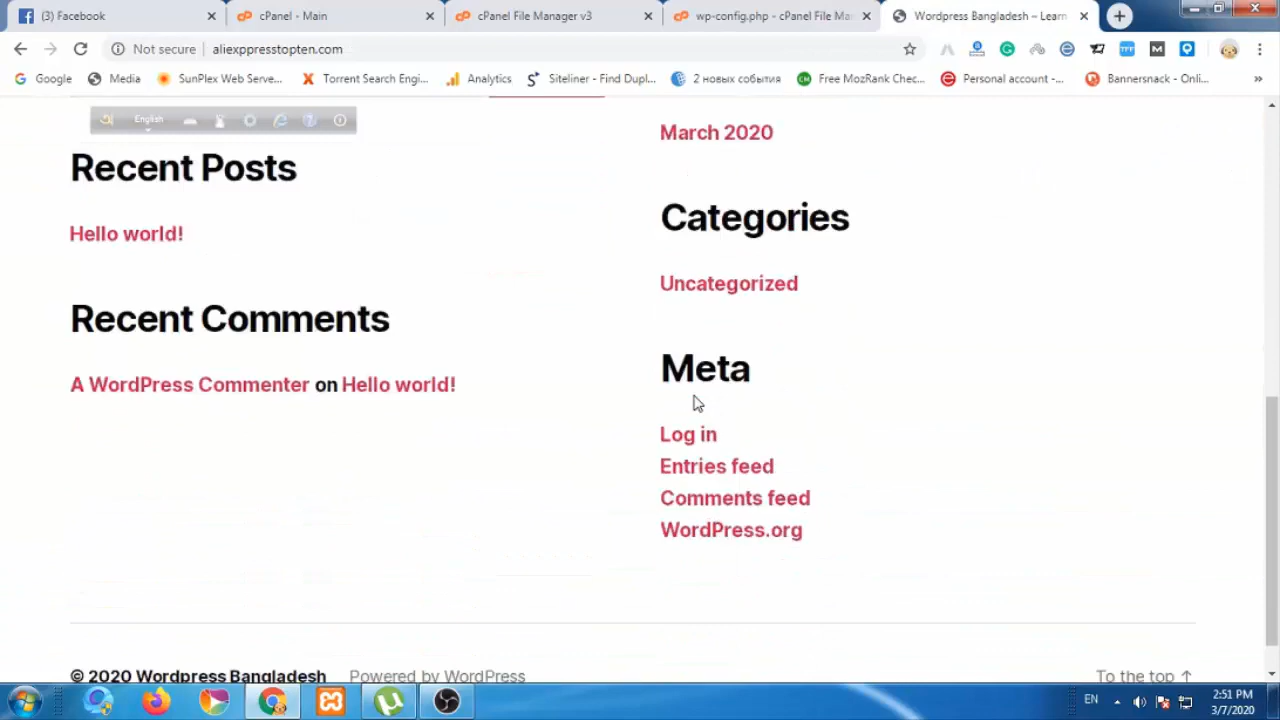 (3) Facebook
cPanel - Main
cPanel File Manager v3
wp-config.php - cPanel File Ma
Wordpress Bangladesh – Learn
Not secure
aliexppresstopten.com
Google
Media
SunPlex Web Serve...
Torrent Search Engi...
Analytics
Siteliner - Find Dupl...
2 новых события
Free MozRank Chec...
Personal account -...
Bannersnack - Onli...
English
Recent Posts
Hello world!
Recent Comments
A WordPress Commenter on Hello world!
March 2020
Categories
Uncategorized
Meta
Log in
Entries feed
Comments feed
WordPress.org
© 2020 Wordpress Bangladesh
Powered by WordPress
To the top ↑
EN
2:51 PM
3/7/2020